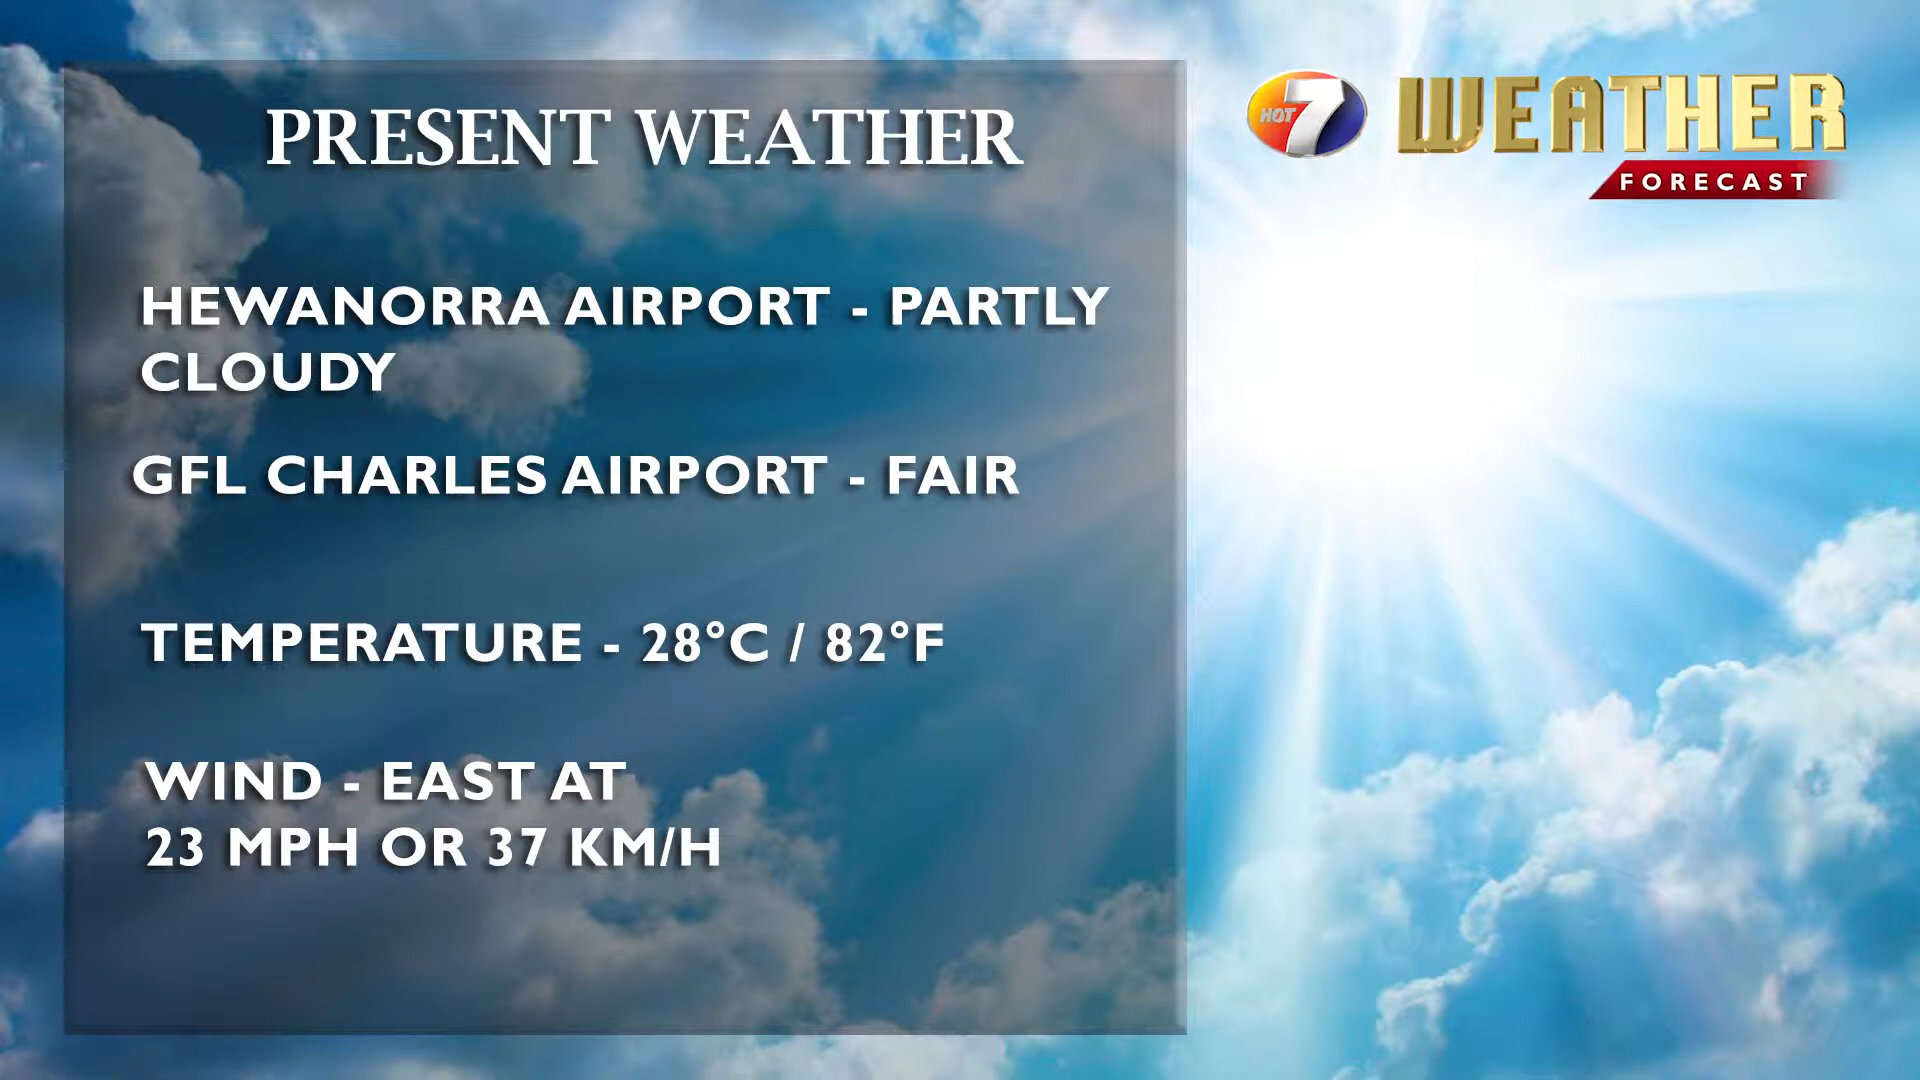 PRESENT WEATHER
HOT 7 WEATHER
FORECAST
HEWANORRA AIRPORT - PARTLY
CLOUDY
GFL CHARLES AIRPORT - FAIR
TEMPERATURE - 28°C / 82°F
WIND - EAST AT
23 MPH OR 37 KM/H